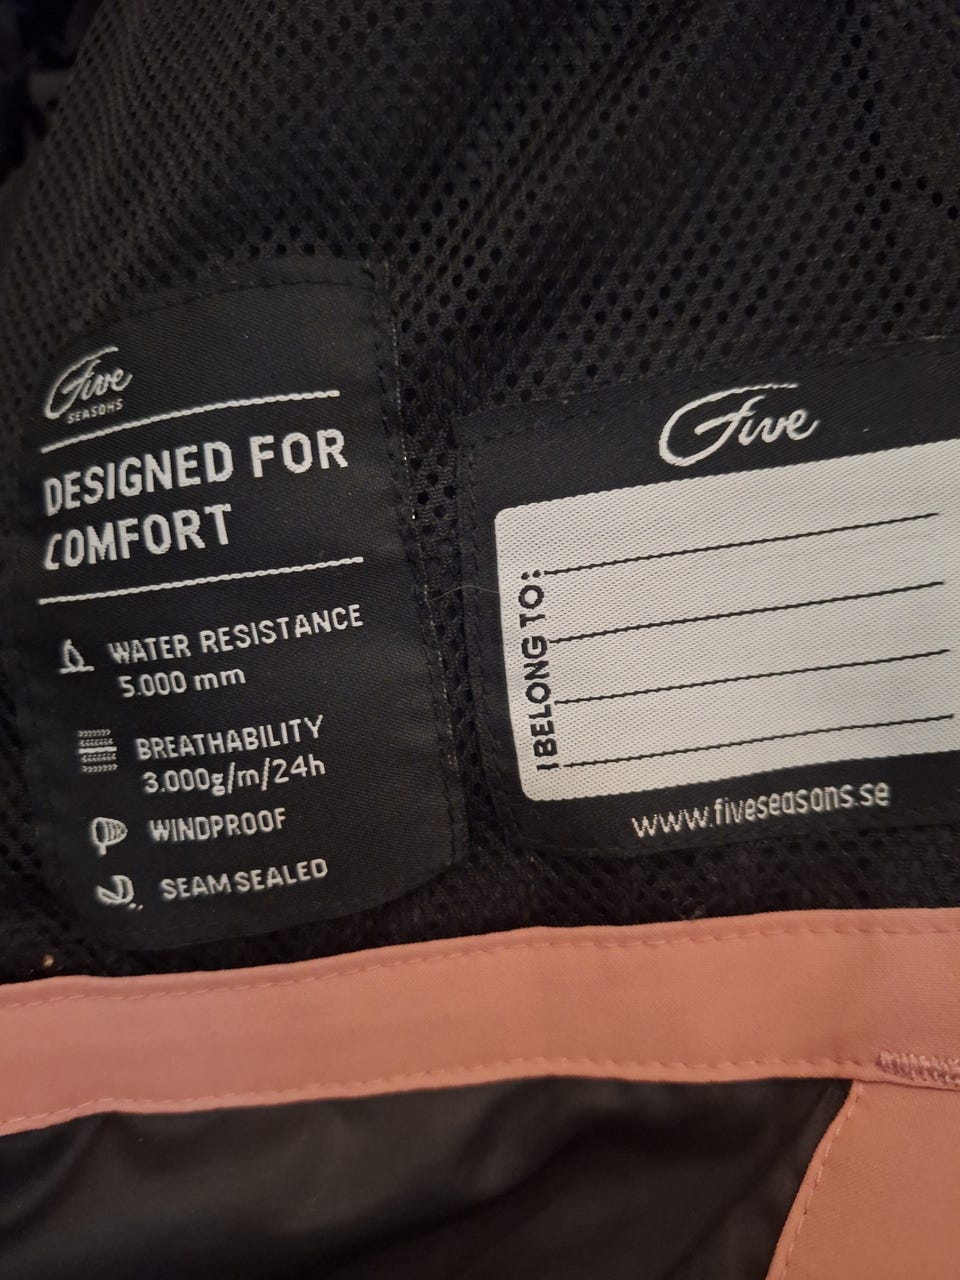 Five
SEASONS
DESIGNED FOR
COMFORT
WATER RESISTANCE
5.000 mm
BREATHABILITY
3.000g/m/24h
WINDPROOF
SEAM SEALED
Five
I BELONG TO:
www.fiveseasons.se